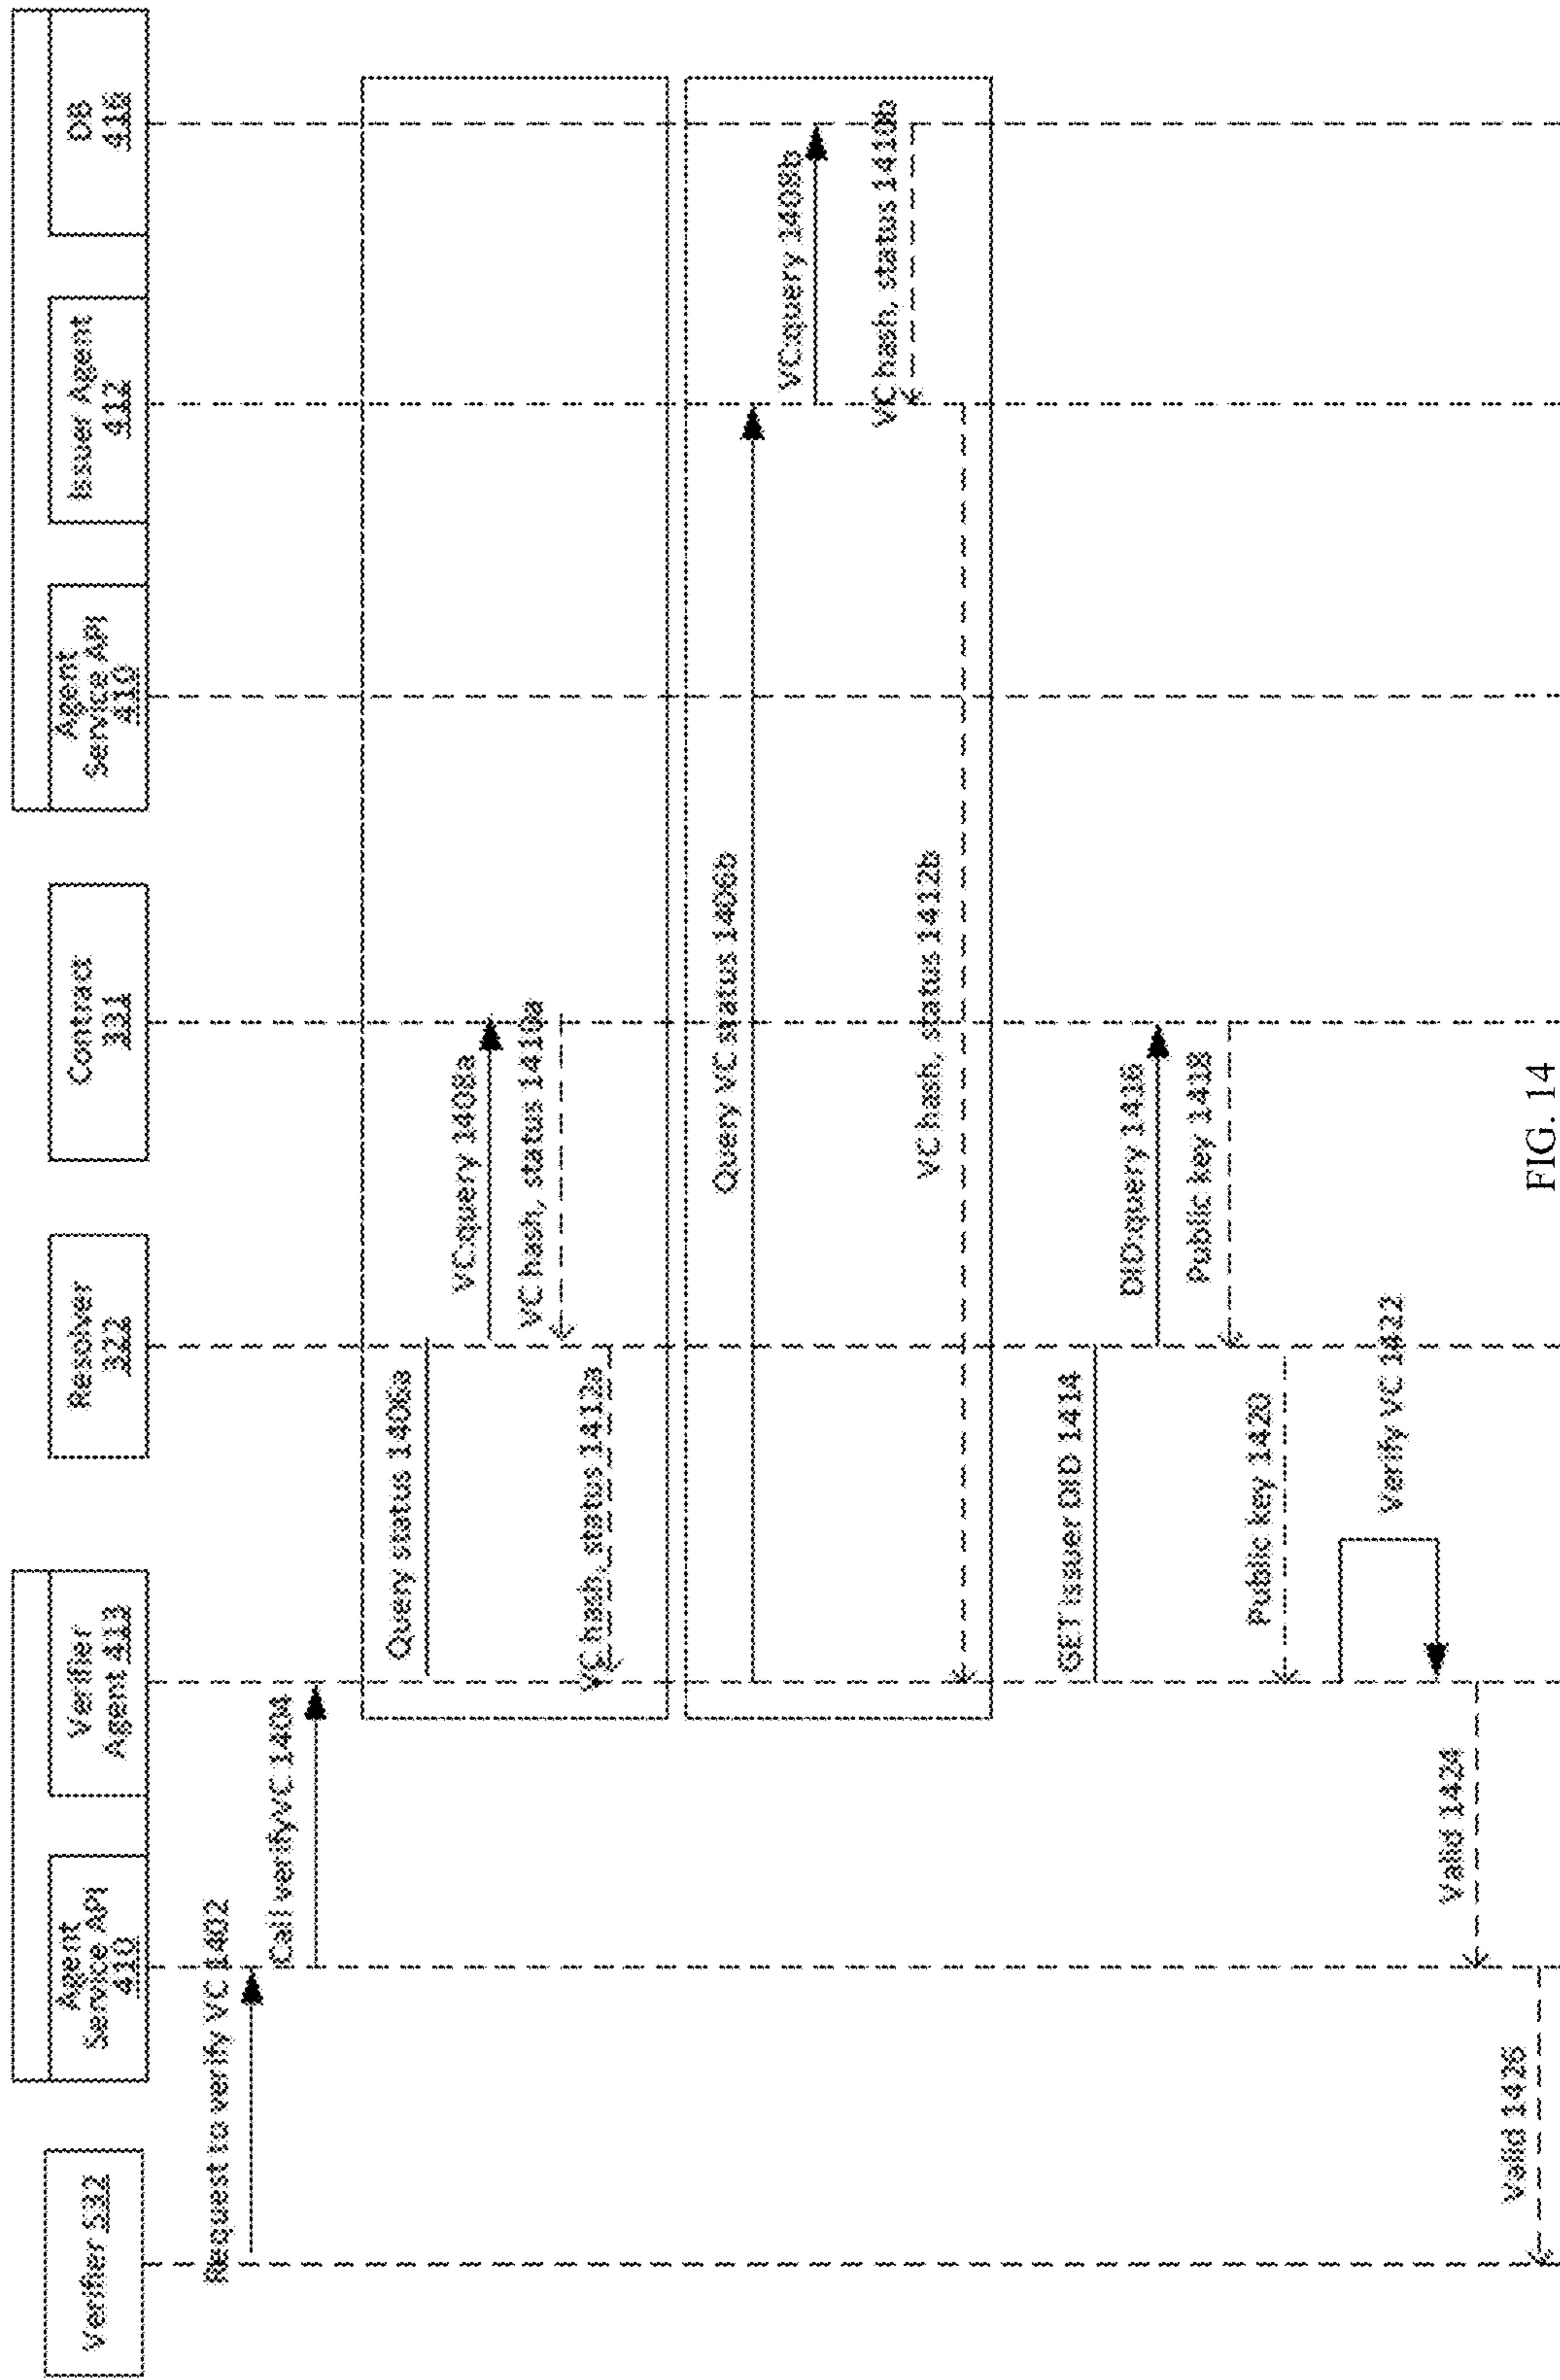 Verifier 532
Agent
Service API
410
Verifier
Agent 413
Resolver
322
Contract
331
Agent
Service API
410
Issuer Agent
412
DB
416
Request to verify VC 1402
Call verifyVC 1404
Query status 1406a
VC:query 1408a
VC hash, status 1410a
VC hash, status 1412a
Query VC status 1406b
VC:query 1408b
VC hash, status 1410b
VC hash, status 1412b
GET issuer DID 1414
DID:query 1416
Public key 1418
Public key 1420
Verify VC 1422
Valid 1424
Valid 1426
FIG. 14